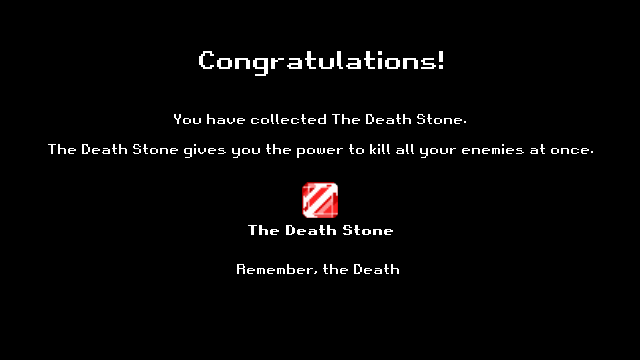 Congratulations!
You have collected The Death Stone.
The Death Stone gives you the power to kill all your enemies at once.
The Death Stone
Remember, the Death